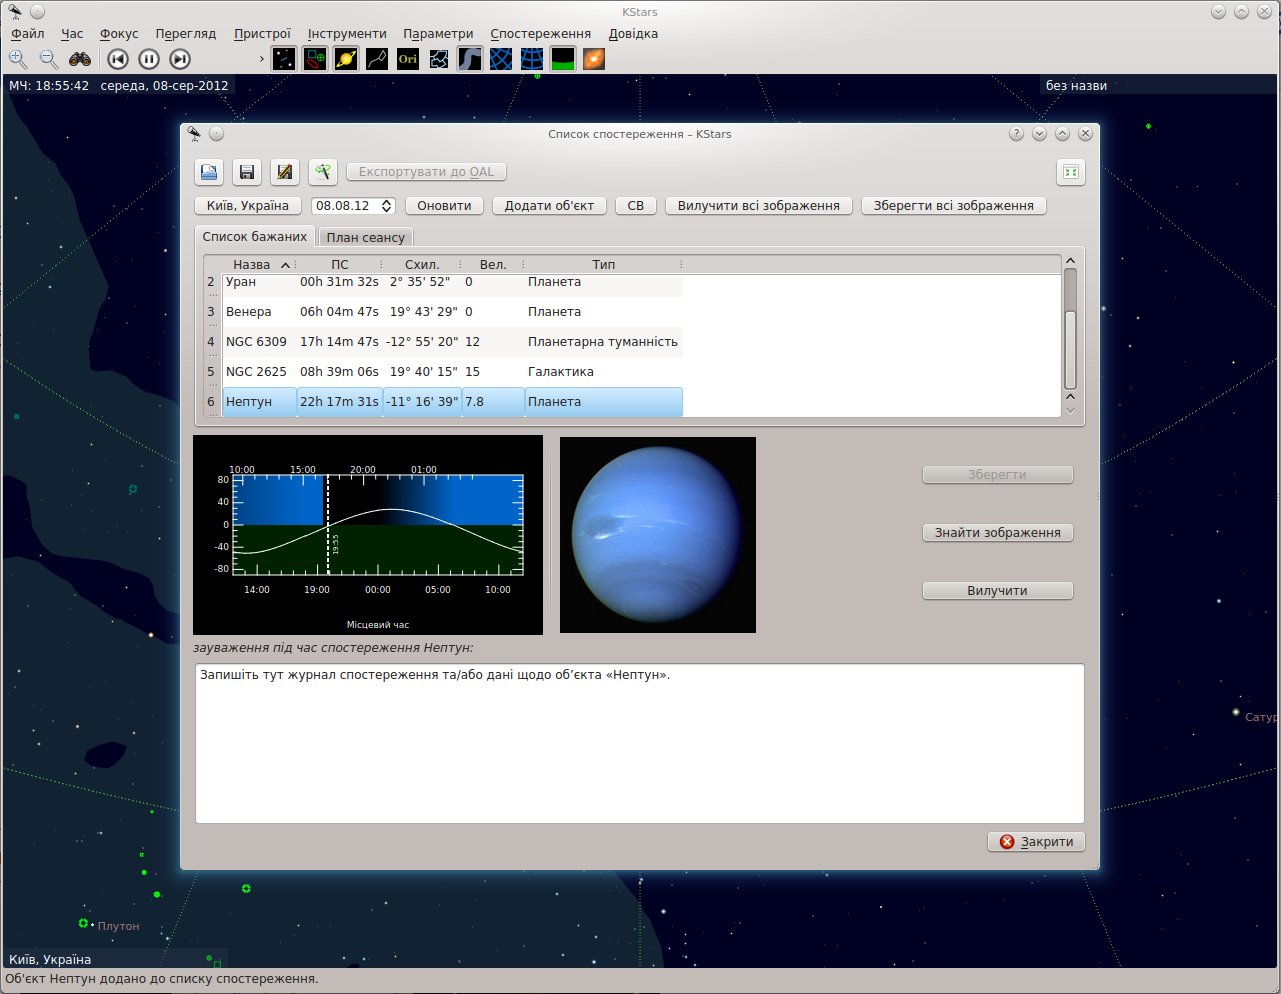 KStars
Файл Час Фокус Перегляд Пристрої Інструменти Параметри Спостереження Довідка
Ori
МЧ: 18:55:42 середа, 08-сер-2012
без назви
Список спостереження – KStars
Експортувати до OAL
Київ, Україна 08.08.12 Оновити Додати об'єкт СВ Вилучити всі зображення Зберегти всі зображення
Список бажаних План сеансу
Назва ПС Схил. Вел. Тип
2 Уран 00h 31m 32s 2° 35' 52" 0 Планета
3 Венера 06h 04m 47s 19° 43' 29" 0 Планета
4 NGC 6309 17h 14m 47s -12° 55' 20" 12 Планетарна туманність
5 NGC 2625 08h 39m 06s 19° 40' 15" 15 Галактика
6 Нептун 22h 17m 31s -11° 16' 39" 7.8 Планета
10:00 15:00 20:00 01:00
80
40
0
-40
-80
19:55
14:00 19:00 00:00 05:00 10:00
Місцевий час
Зберегти
Знайти зображення
Вилучити
зауваження під час спостереження Нептун:
Запишіть тут журнал спостереження та/або дані щодо об’єкта «Нептун».
Сатур
Закрити
Плутон
Київ, Україна
Об'єкт Нептун додано до списку спостереження.